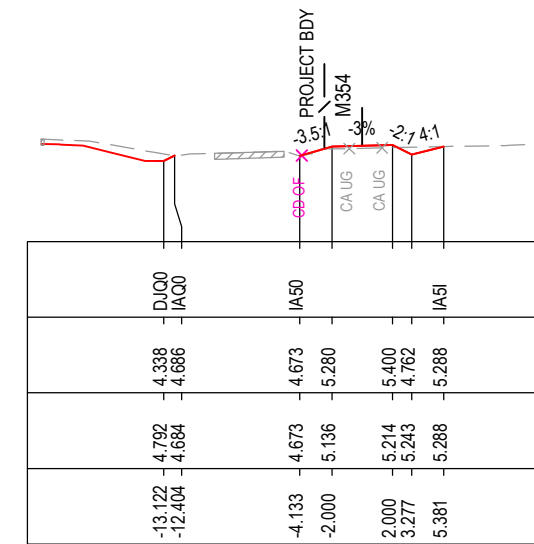 PROJECT BDY
M354
-3.5:1
-3%
-2:1
4:1
CD OF
CA UG
CA UG
DJQ0
IAQ0
IA50
IA5I
4.338
4.686
4.673
5.280
5.400
4.762
5.288
4.792
4.684
4.673
5.136
5.214
5.243
5.288
-13.122
-12.404
-4.133
-2.000
2.000
3.277
5.381